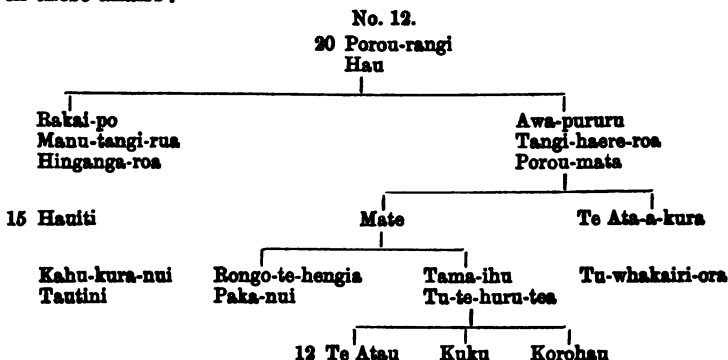 No. 12.
20 Porou-rangi
Hau
Rakai-po Awa-pururu
Manu-tangi-rua Tangi-haere-roa
Hinganga-roa Porou-mata
15 Hauiti Mate Te Ata-a-kura
Kahu-kura-nui Rongo-te-hengia Tama-ihu Tu-whakairi-ora
Tautini Paka-nui Tu-te-huru-tea
12 Te Atau Kuku Korohau